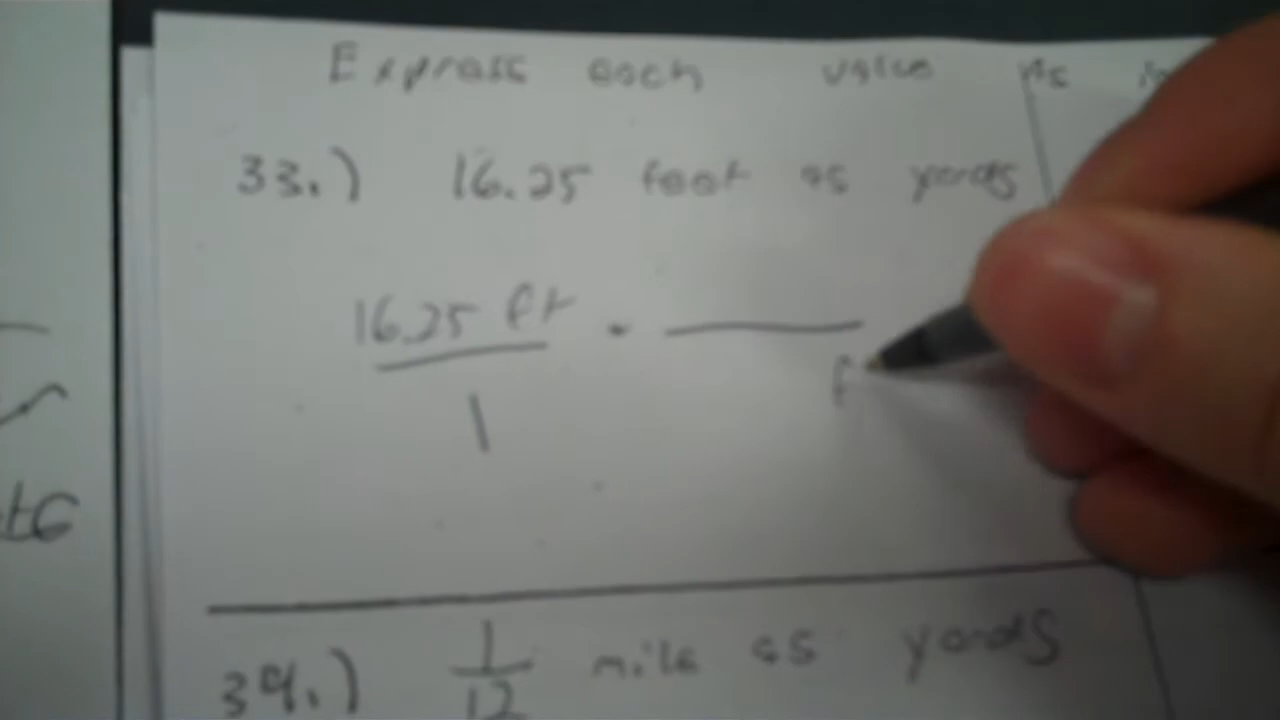 Express each value as
33.) 16.25 feet as yards
16.25 ft .
1
f
34.) 1/12 mile as yards